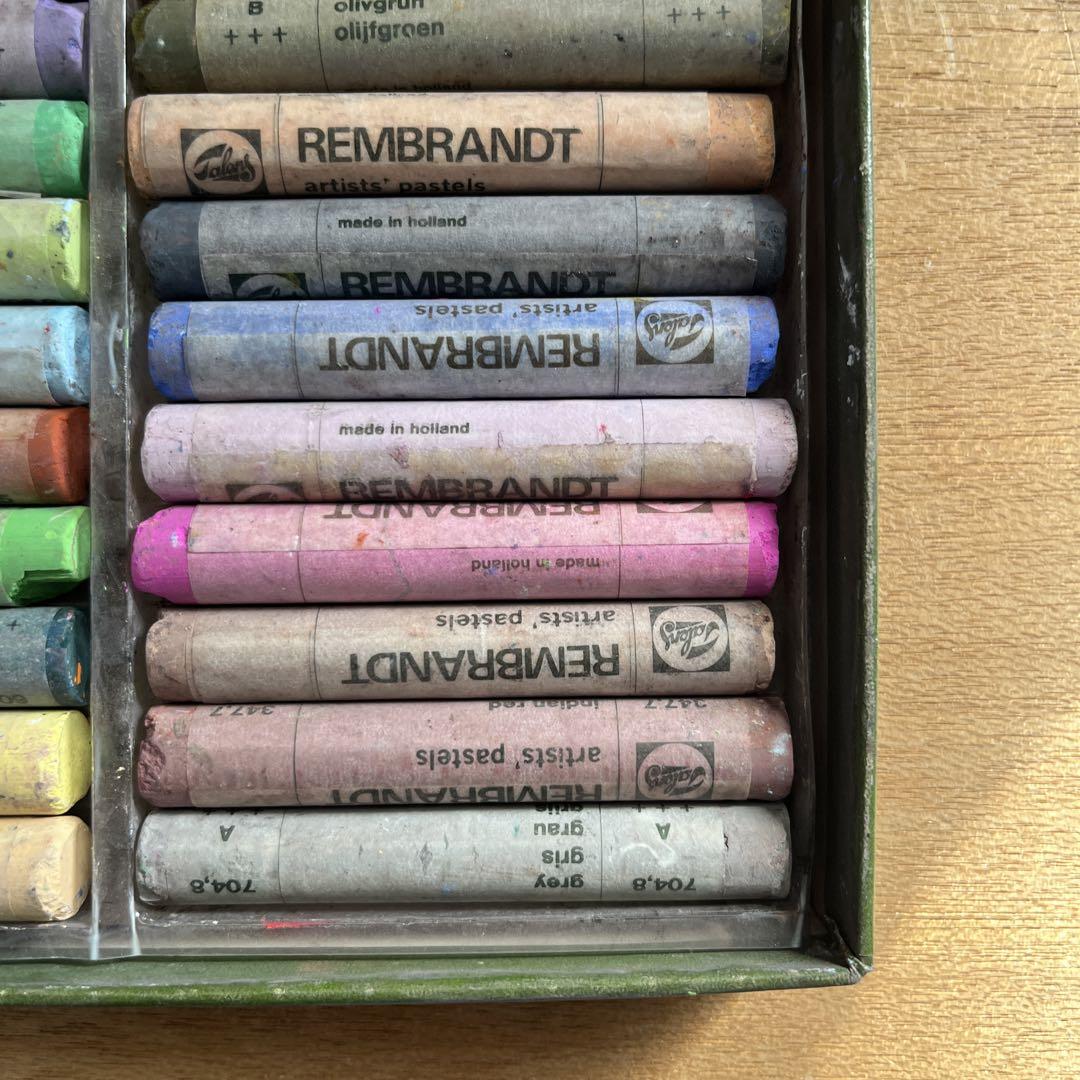 olivgrün
B
olijfgroen
+ + +
+ + +
holland
Talens
REMBRANDT
artists' pastels
made in holland
REMBRANDT
artists' pastels
Talens
REMBRANDT
made in holland
REMBRANDT
REMBRANDT
made in holland
artists' pastels
Talens
REMBRANDT
347,7
indian red
347,7
artists' pastels
Talens
REMBRANDT
grijs
A
grau
A
gris
704,8
grey
704,8